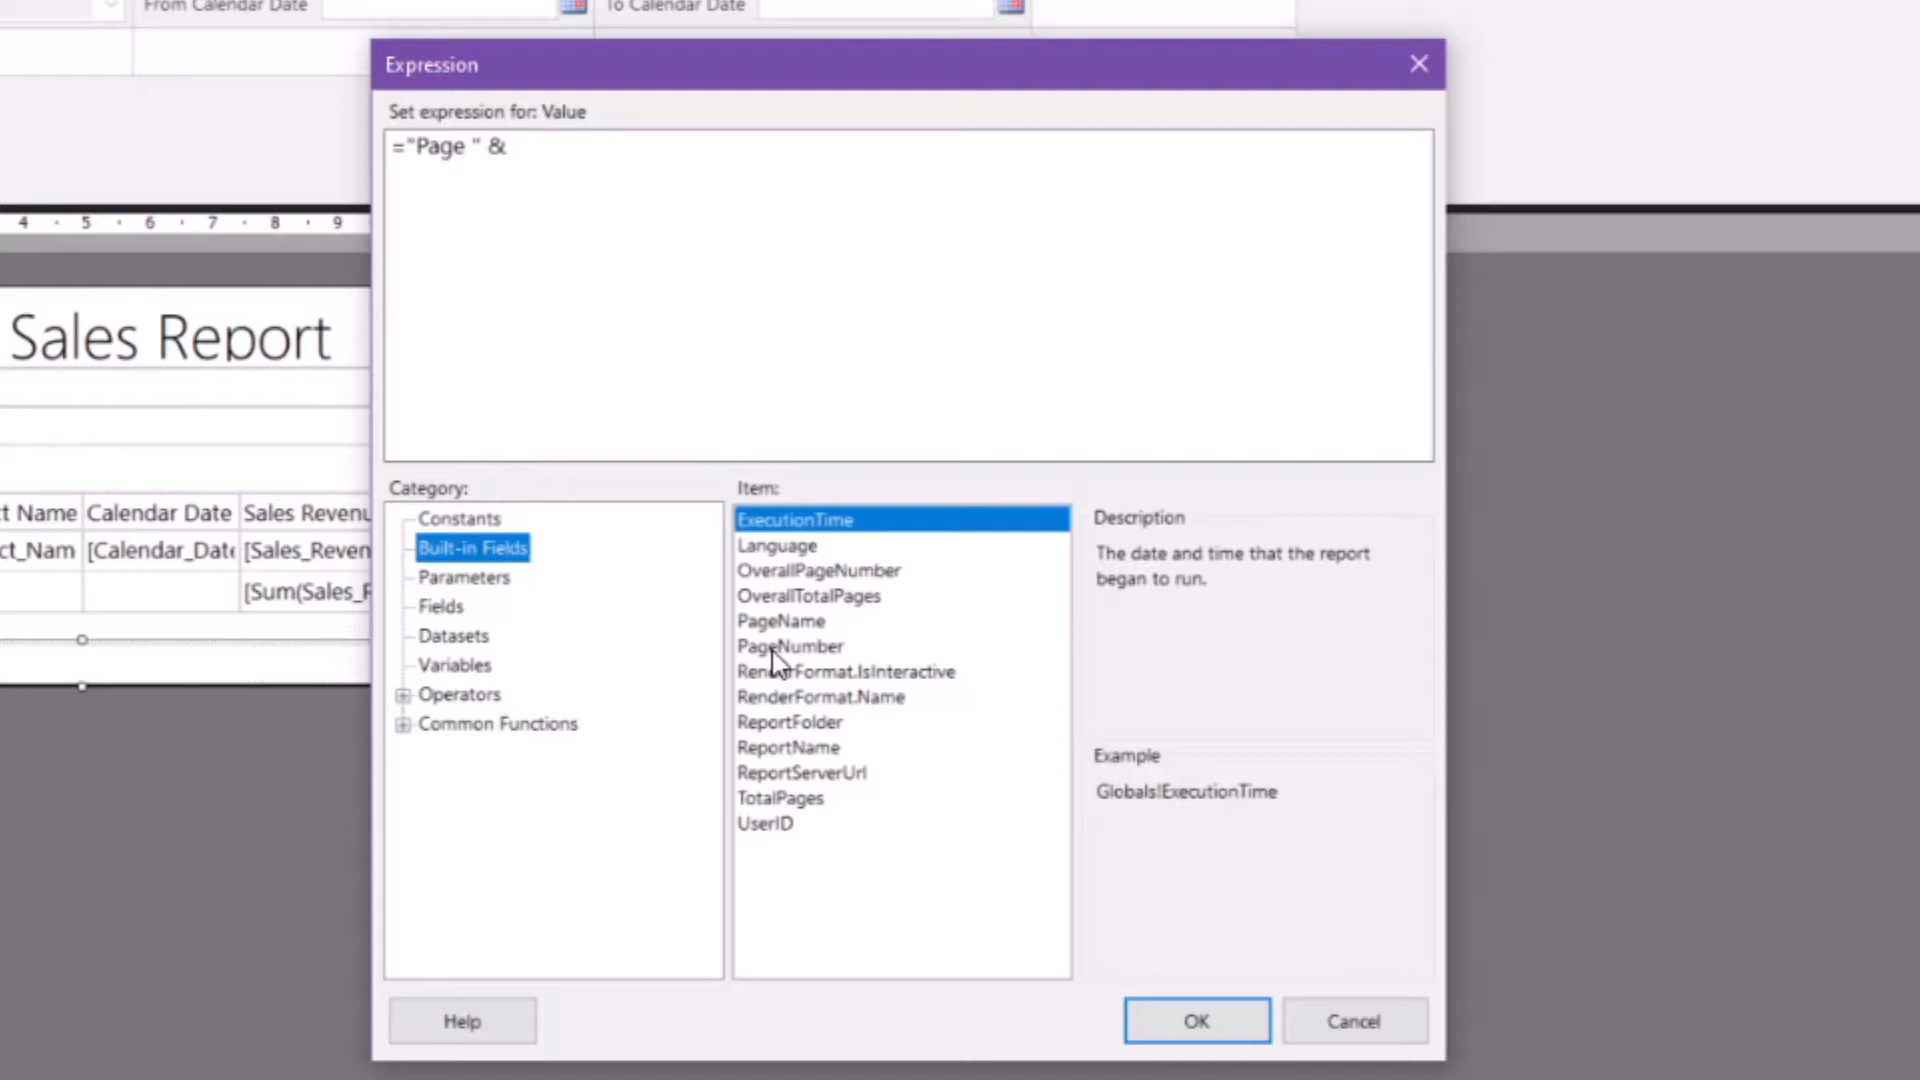 From Calendar Date
To Calendar Date
Expression
Set expression for: Value
="Page " &
4 5 6 7 8 9
Sales Report
ct Name Calendar Date Sales Revenu
ct_Nam [Calendar_Date [Sales_Reven
[Sum(Sales_R
Category:
Constants
Built-in Fields
Parameters
Fields
Datasets
Variables
Operators
Common Functions
Item:
ExecutionTime
Language
OverallPageNumber
OverallTotalPages
PageName
PageNumber
RenderFormat.IsInteractive
RenderFormat.Name
ReportFolder
ReportName
ReportServerUrl
TotalPages
UserID
Description
The date and time that the report
began to run.
Example
Globals!ExecutionTime
Help
OK
Cancel